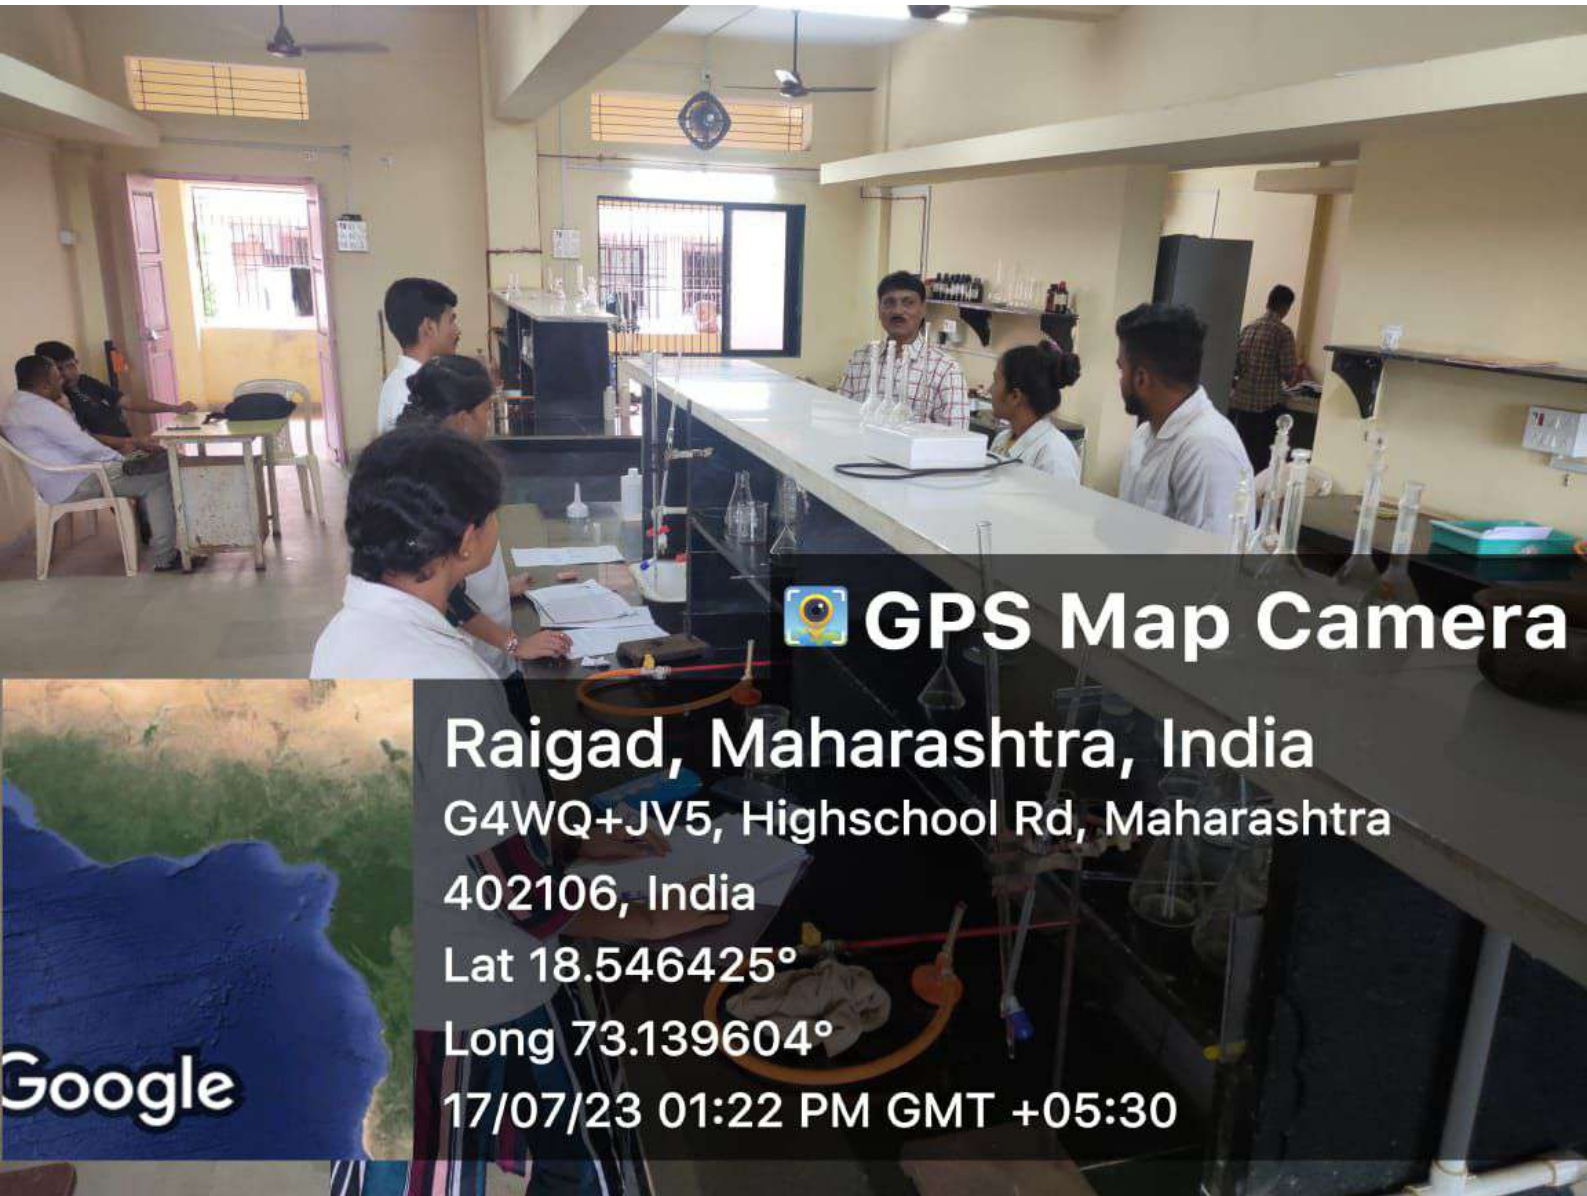 GPS Map Camera
Raigad, Maharashtra, India
G4WQ+JV5, Highschool Rd, Maharashtra
402106, India
Lat 18.546425°
Long 73.139604°
17/07/23 01:22 PM GMT +05:30
Google